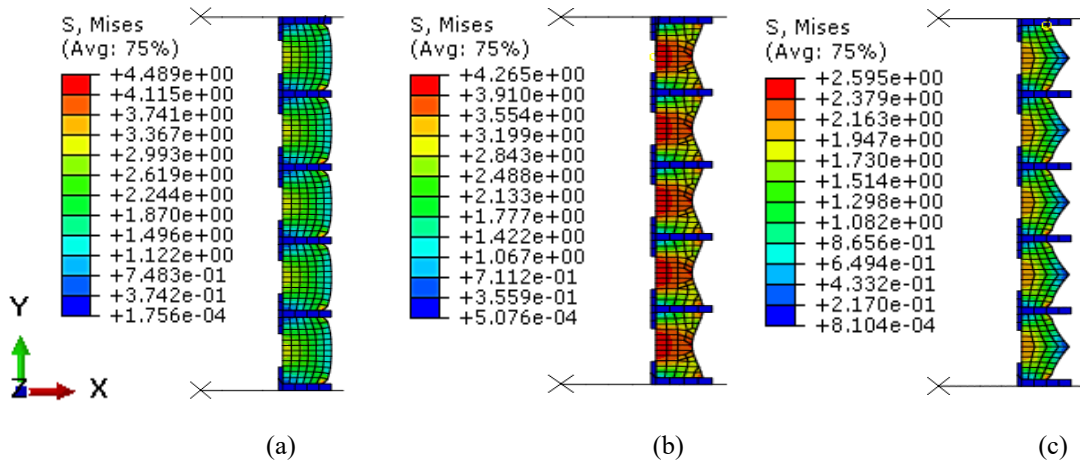 S, Mises
(Avg: 75%)
+4.489e+00
+4.115e+00
+3.741e+00
+3.367e+00
+2.993e+00
+2.619e+00
+2.244e+00
+1.870e+00
+1.496e+00
+1.122e+00
+7.483e-01
+3.742e-01
+1.756e-04
Y
Z
X
(a)
S, Mises
(Avg: 75%)
+4.265e+00
+3.910e+00
+3.554e+00
+3.199e+00
+2.843e+00
+2.488e+00
+2.133e+00
+1.777e+00
+1.422e+00
+1.067e+00
+7.112e-01
+3.559e-01
+5.076e-04
(b)
S, Mises
(Avg: 75%)
+2.595e+00
+2.379e+00
+2.163e+00
+1.947e+00
+1.730e+00
+1.514e+00
+1.298e+00
+1.082e+00
+8.656e-01
+6.494e-01
+4.332e-01
+2.170e-01
+8.104e-04
(c)